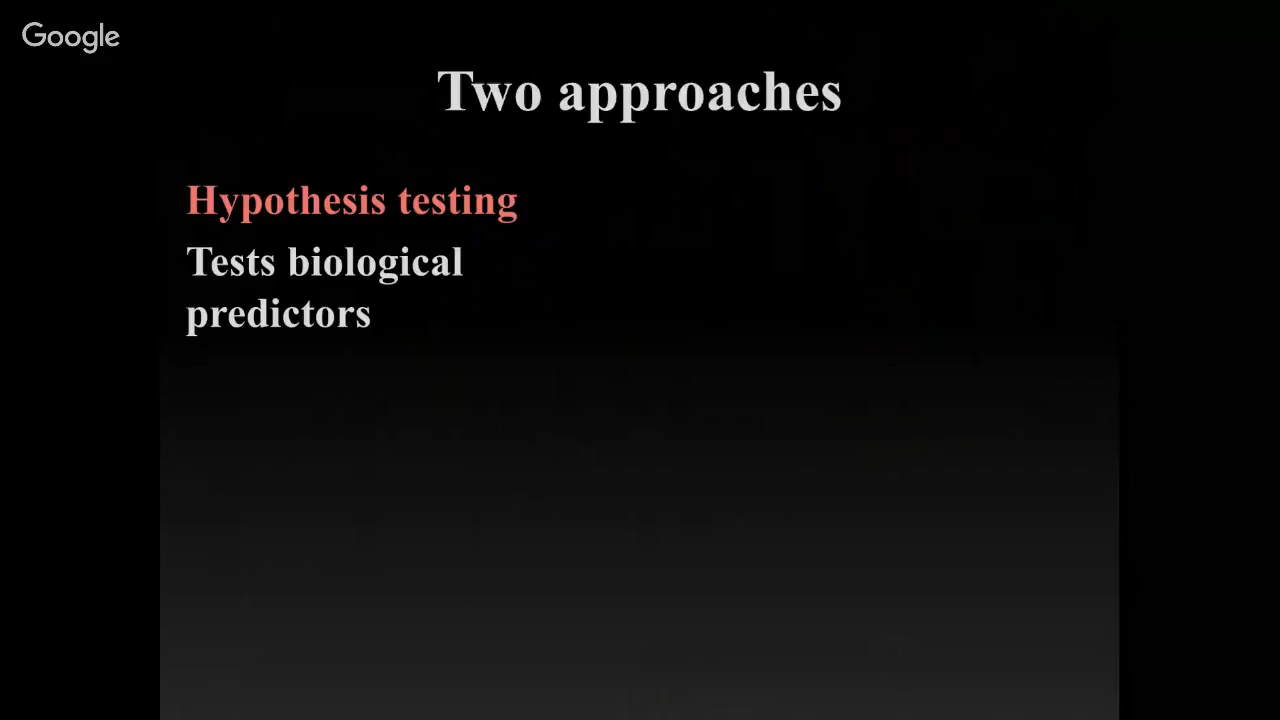 Google
Two approaches
Hypothesis testing
Tests biological
predictors